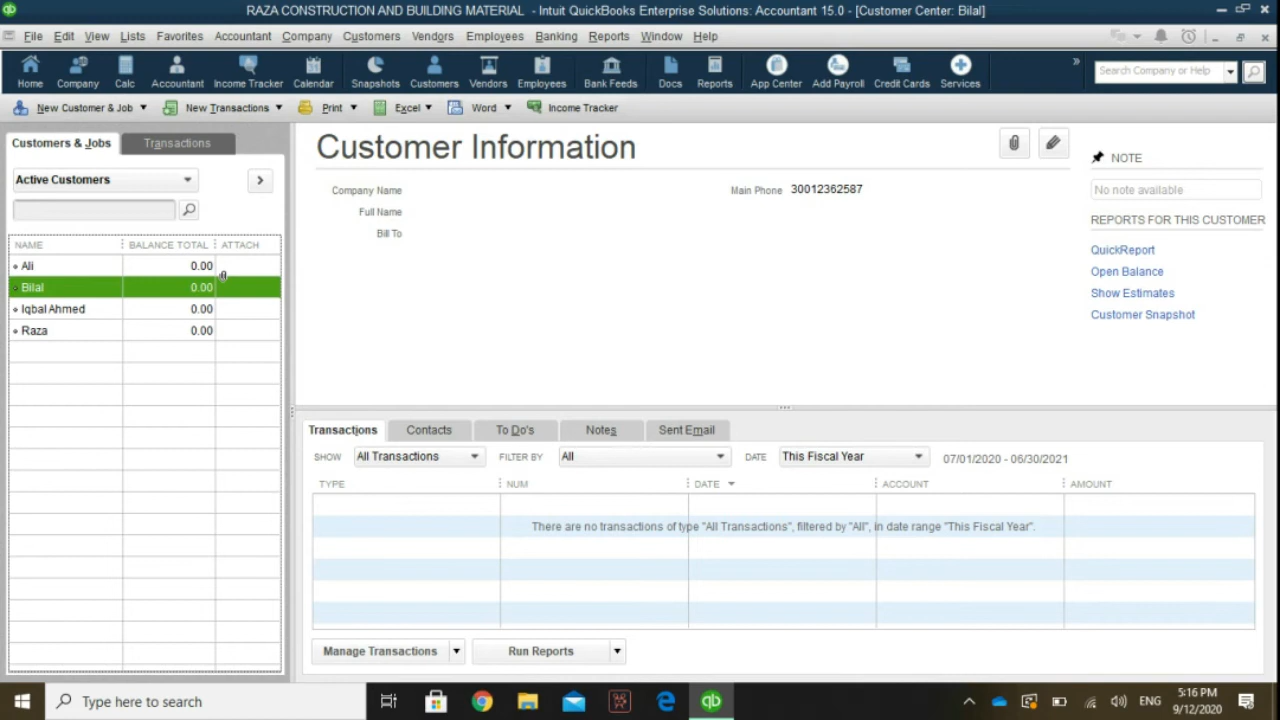 RAZA CONSTRUCTION AND BUILDING MATERIAL - Intuit QuickBooks Enterprise Solutions: Accountant 15.0 - [Customer Center: Bilal]
File Edit View Lists Favorites Accountant Company Customers Vendors Employees Banking Reports Window Help
Home Company Calc Accountant Income Tracker Calendar Snapshots Customers Vendors Employees Bank Feeds Docs Reports App Center Add Payroll Credit Cards Services
Search Company or Help
New Customer & Job New Transactions Print Excel Word Income Tracker
Customers & Jobs Transactions
Active Customers
NAME BALANCE TOTAL ATTACH
Ali 0.00
Bilal 0.00
Iqbal Ahmed 0.00
Raza 0.00
Customer Information
Company Name
Full Name
Bill To
Main Phone 30012362587
NOTE
No note available
REPORTS FOR THIS CUSTOMER
QuickReport
Open Balance
Show Estimates
Customer Snapshot
Transactions Contacts To Do's Notes Sent Email
SHOW All Transactions FILTER BY All DATE This Fiscal Year 07/01/2020 - 06/30/2021
TYPE NUM DATE ACCOUNT AMOUNT
There are no transactions of type "All Transactions", filtered by "All", in date range "This Fiscal Year".
Manage Transactions Run Reports
Type here to search
qb
ENG
5:16 PM
9/12/2020